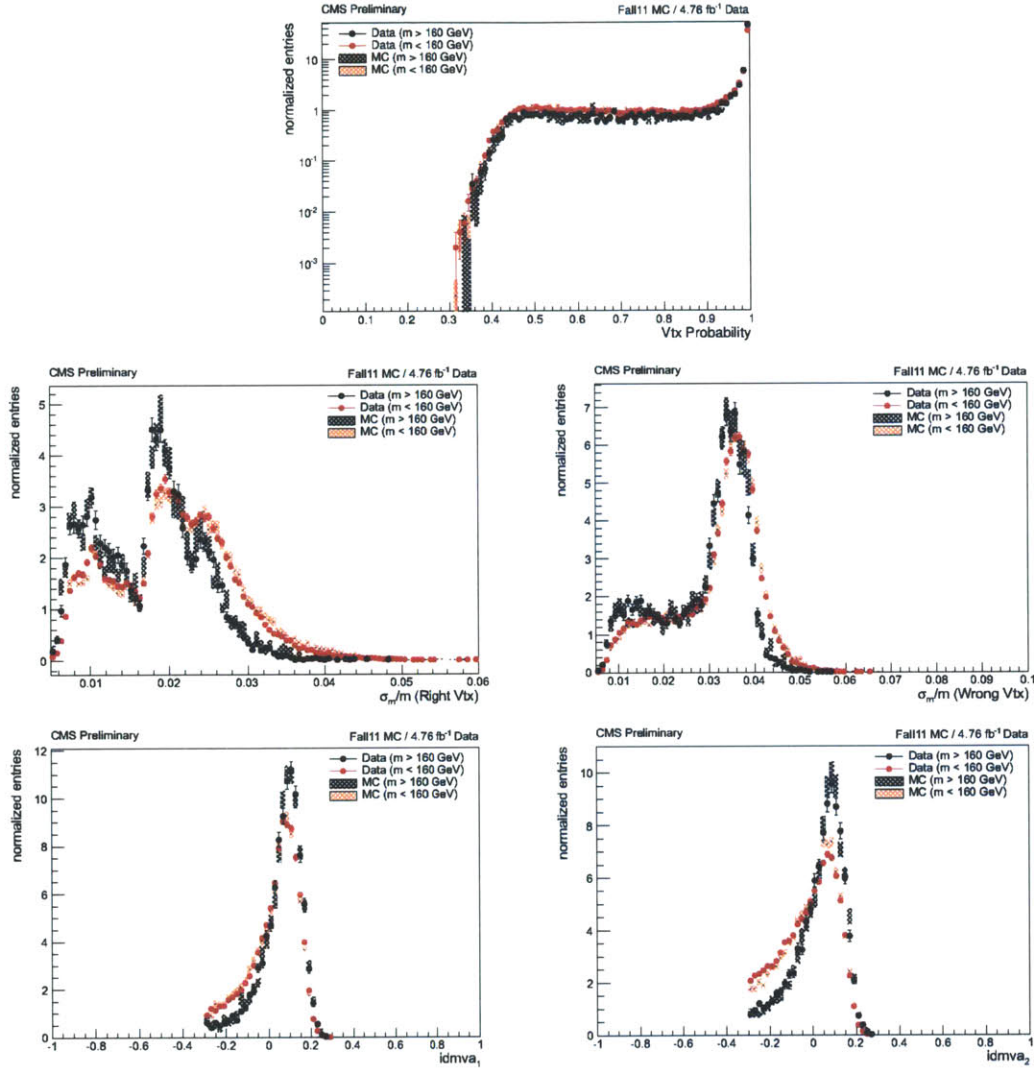 CMS Preliminary Fall11 MC / 4.76 fb⁻¹ Data
Data (m > 160 GeV)
Data (m < 160 GeV)
MC (m > 160 GeV)
MC (m < 160 GeV)
normalized entries
10
1
10⁻¹
10⁻²
10⁻³
0 0.1 0.2 0.3 0.4 0.5 0.6 0.7 0.8 0.9 1
Vtx Probability
CMS Preliminary Fall11 MC / 4.76 fb⁻¹ Data
Data (m > 160 GeV)
Data (m < 160 GeV)
MC (m > 160 GeV)
MC (m < 160 GeV)
normalized entries
5
4
3
2
1
0
0.01 0.02 0.03 0.04 0.05 0.06
σₘ/m (Right Vtx)
CMS Preliminary Fall11 MC / 4.76 fb⁻¹ Data
Data (m > 160 GeV)
Data (m < 160 GeV)
MC (m > 160 GeV)
MC (m < 160 GeV)
normalized entries
7
6
5
4
3
2
1
0
0.01 0.02 0.03 0.04 0.05 0.06 0.07 0.08 0.09 0.1
σₘ/m (Wrong Vtx)
CMS Preliminary Fall11 MC / 4.76 fb⁻¹ Data
Data (m > 160 GeV)
Data (m < 160 GeV)
MC (m > 160 GeV)
MC (m < 160 GeV)
normalized entries
12
10
8
6
4
2
0
-1 -0.8 -0.6 -0.4 -0.2 0 0.2 0.4 0.6 0.8 1
idmva₁
CMS Preliminary Fall11 MC / 4.76 fb⁻¹ Data
Data (m > 160 GeV)
Data (m < 160 GeV)
MC (m > 160 GeV)
MC (m < 160 GeV)
normalized entries
10
8
6
4
2
0
-1 -0.8 -0.6 -0.4 -0.2 0 0.2 0.4 0.6 0.8 1
idmva₂